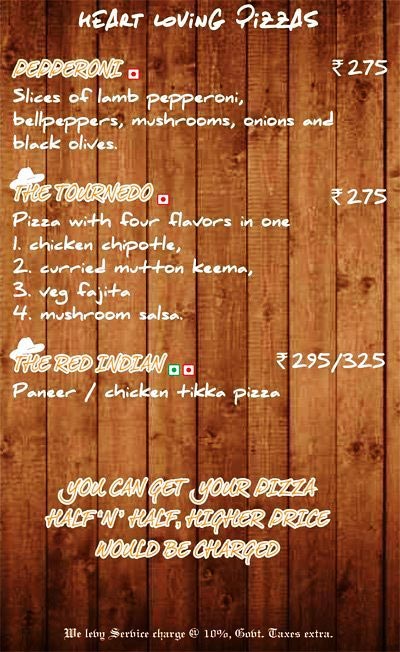 HEART LOVING PIZZAS
PEPPERONI ₹275
Slices of lamb pepperoni,
bellpeppers, mushrooms, onions and
black olives.
THE TOURNEDO ₹275
Pizza with four flavors in one
1. chicken chipotle,
2. curried mutton keema,
3. veg fajita
4. mushroom salsa.
THE RED INDIAN ₹295/325
Paneer / chicken tikka pizza
YOU CAN GET YOUR PIZZA
HALF'N' HALF, HIGHER PRICE
WOULD BE CHARGED
We levy Service charge @ 10%, Govt. Taxes extra.